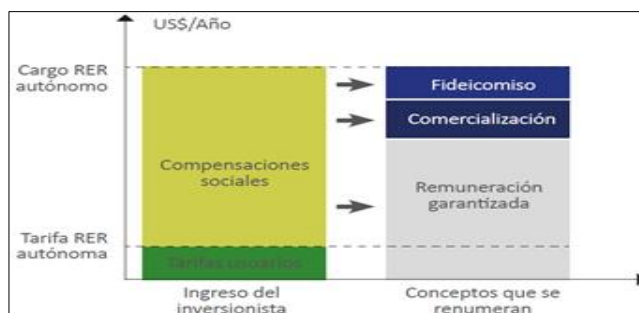 US$/Año
Cargo RER
autónomo
Fideicomiso
Comercialización
Compensaciones
sociales
Remuneración
garantizada
Tarifa RER
autónoma
Tarifas usuarios
Ingreso del
inversionista
Conceptos que se
renumeran